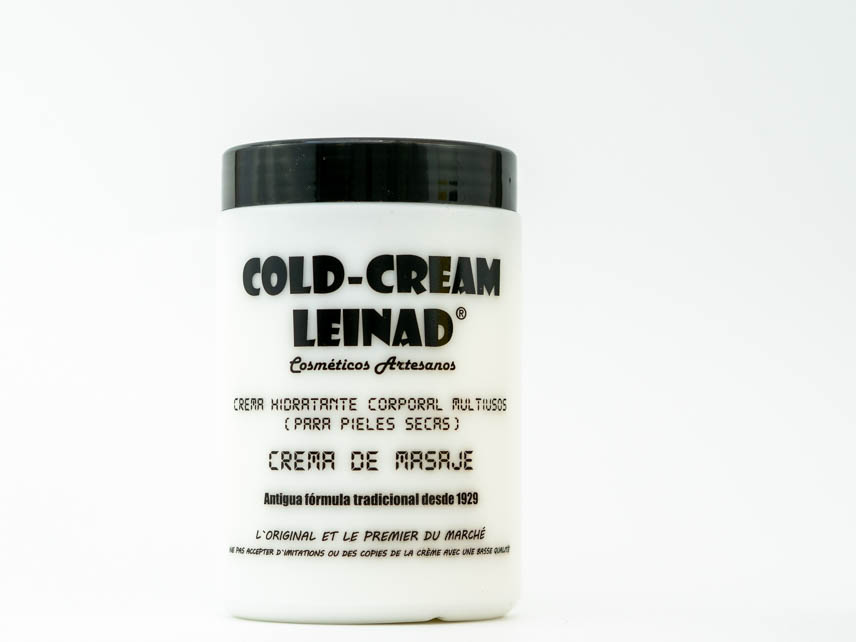 COLD-CREAM
LEINAD®
Cosméticos Artesanos
CREMA HIDRATANTE CORPORAL MULTIUSOS
(PARA PIELES SECAS)
CREMA DE MASAJE
Antigua fórmula tradicional desde 1929
L'ORIGINAL ET LE PREMIER DU MARCHÉ
NE PAS ACCEPTER D'IMITATIONS OU DES COPIES DE LA CRÈME AVEC UNE BASSE QUALITÉ